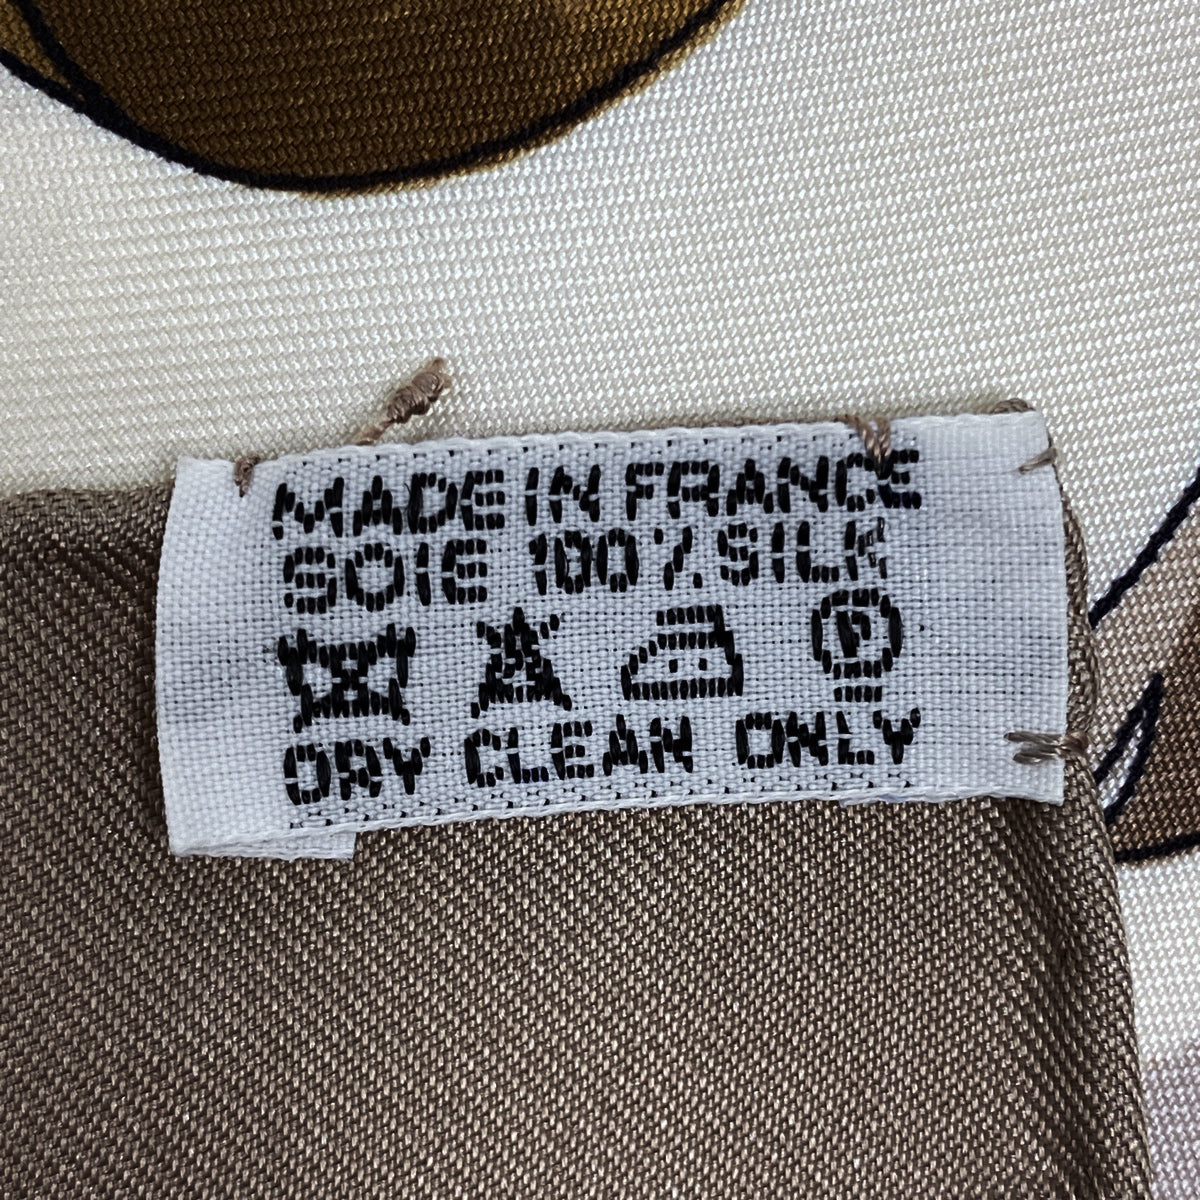 MADE IN FRANCE
SOIE 100% SILK
P
DRY CLEAN ONLY